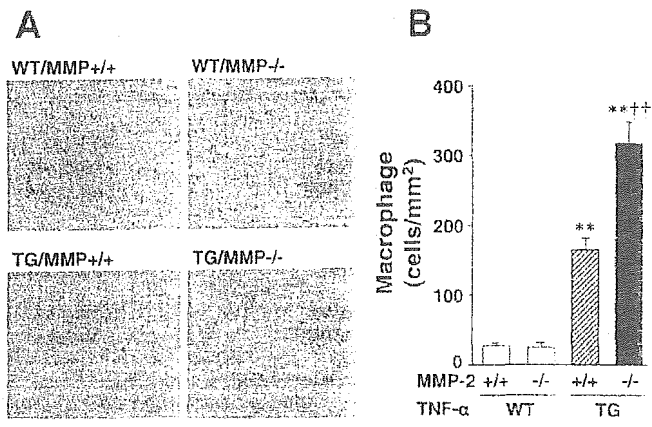 A
WT/MMP+/+
WT/MMP-/-
TG/MMP+/+
TG/MMP-/-
B
Macrophage
(cells/mm²)
400
300
200
100
0
**
**††
MMP-2 +/+ -/- +/+ -/-
TNF-α WT TG